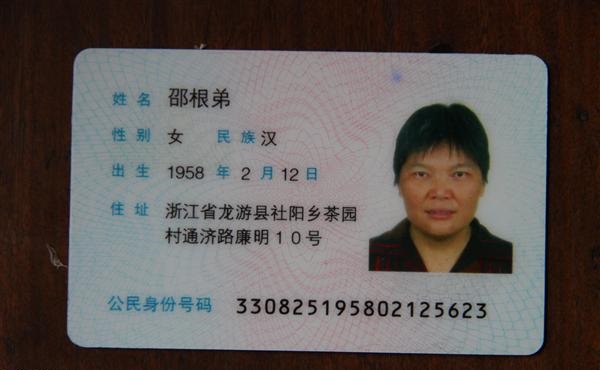 姓名 邵根弟
性别 女 民族 汉
出生 1958 年 2 月 12 日
住址 浙江省龙游县社阳乡茶园
村通济路廉明10号
公民身份号码 330825195802125623